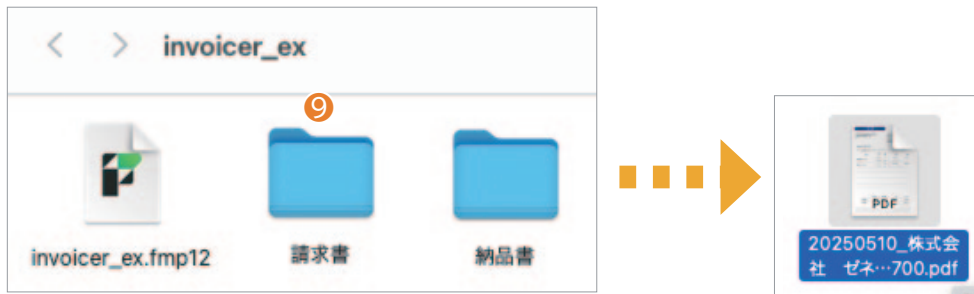 invoicer_ex
9
invoicer_ex.fmp12
請求書
納品書
PDF
20250510_株式会
社　ゼネ…700.pdf